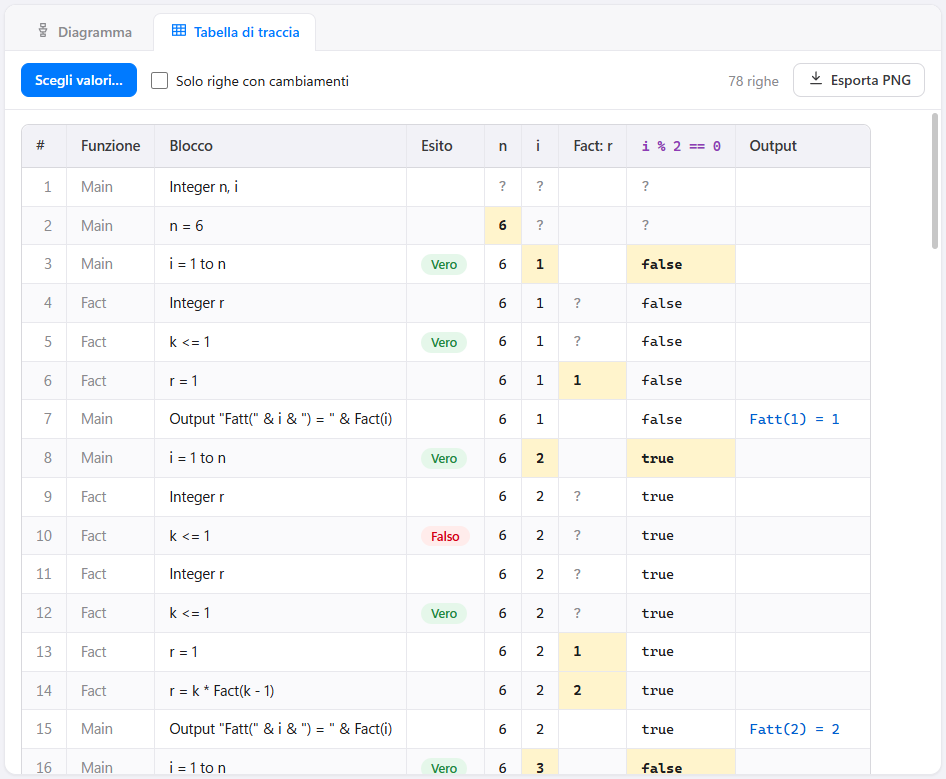 Diagramma
Tabella di traccia
Scegli valori...
Solo righe con cambiamenti
78 righe
Esporta PNG
# Funzione Blocco Esito n i Fact: r i % 2 == 0 Output
1 Main Integer n, i ? ? ?
2 Main n = 6 6 ? ?
3 Main i = 1 to n Vero 6 1 false
4 Fact Integer r 6 1 ? false
5 Fact k <= 1 Vero 6 1 ? false
6 Fact r = 1 6 1 1 false
7 Main Output "Fatt(" & i & ") = " & Fact(i) 6 1 false Fatt(1) = 1
8 Main i = 1 to n Vero 6 2 true
9 Fact Integer r 6 2 ? true
10 Fact k <= 1 Falso 6 2 ? true
11 Fact Integer r 6 2 ? true
12 Fact k <= 1 Vero 6 2 ? true
13 Fact r = 1 6 2 1 true
14 Fact r = k * Fact(k - 1) 6 2 2 true
15 Main Output "Fatt(" & i & ") = " & Fact(i) 6 2 true Fatt(2) = 2
16 Main i = 1 to n Vero 6 3 false